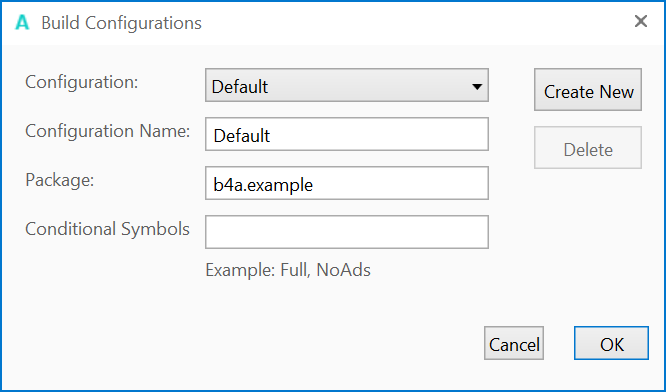 A Build Configurations
Configuration: Default Create New
Configuration Name: Default Delete
Package: b4a.example
Conditional Symbols
Example: Full, NoAds
Cancel OK